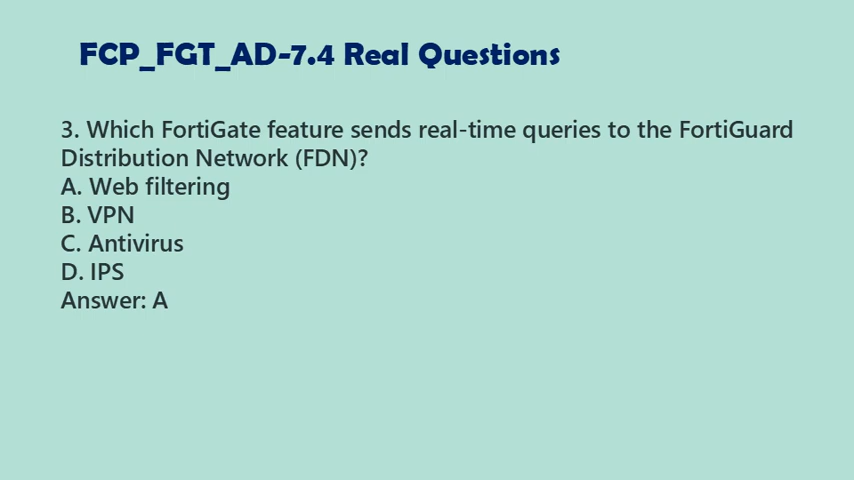 FCP_FGT_AD-7.4 Real Questions
3. Which FortiGate feature sends real-time queries to the FortiGuard
Distribution Network (FDN)?
A. Web filtering
B. VPN
C. Antivirus
D. IPS
Answer: A